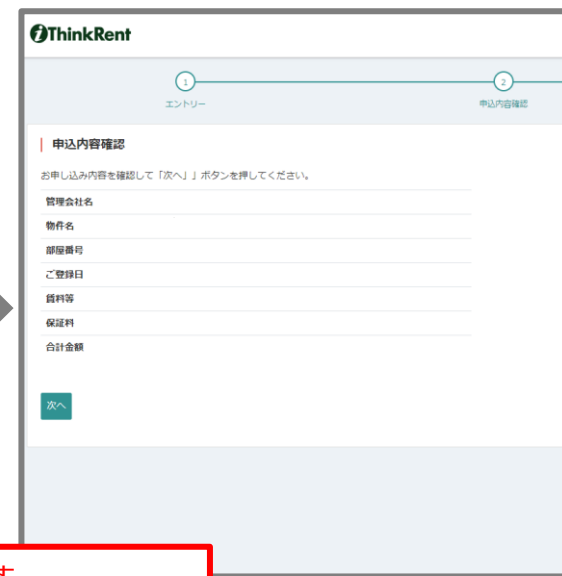 iThinkRent
1 2
エントリー 申込内容確認
申込内容確認
お申し込み内容を確認して「次へ」」ボタンを押してください。
管理会社名
物件名
部屋番号
ご登録日
賃料等
保証料
合計金額
次へ
す